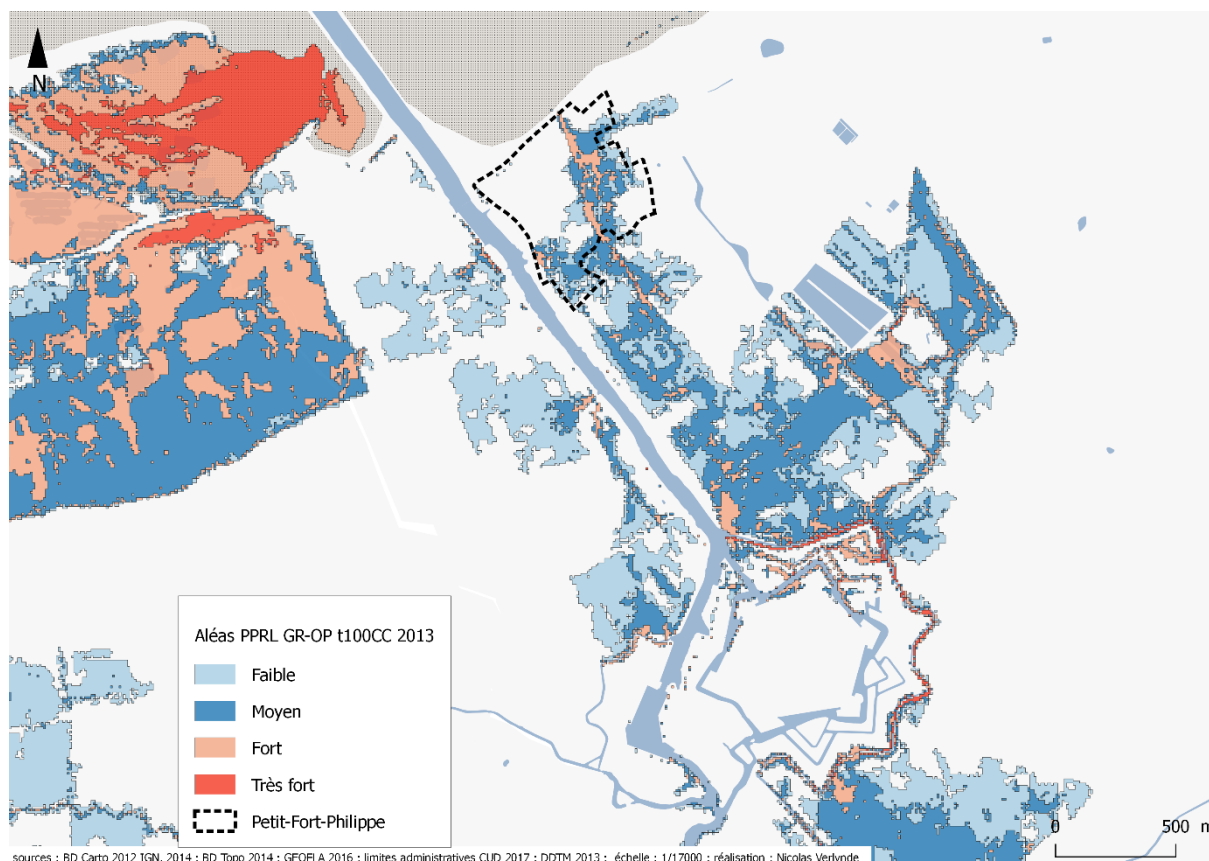 N
Aléas PPRL GR-OP t100CC 2013
Faible
Moyen
Fort
Très fort
Petit-Fort-Philippe
0 500 m
sources : BD Carto 2012 IGN, 2014 ; BD Topo 2014 ; GEOFLA 2016 ; limites administratives CUD 2017 ; DDTM 2013 ; échelle : 1/17000 ; réalisation : Nicolas Verlynde